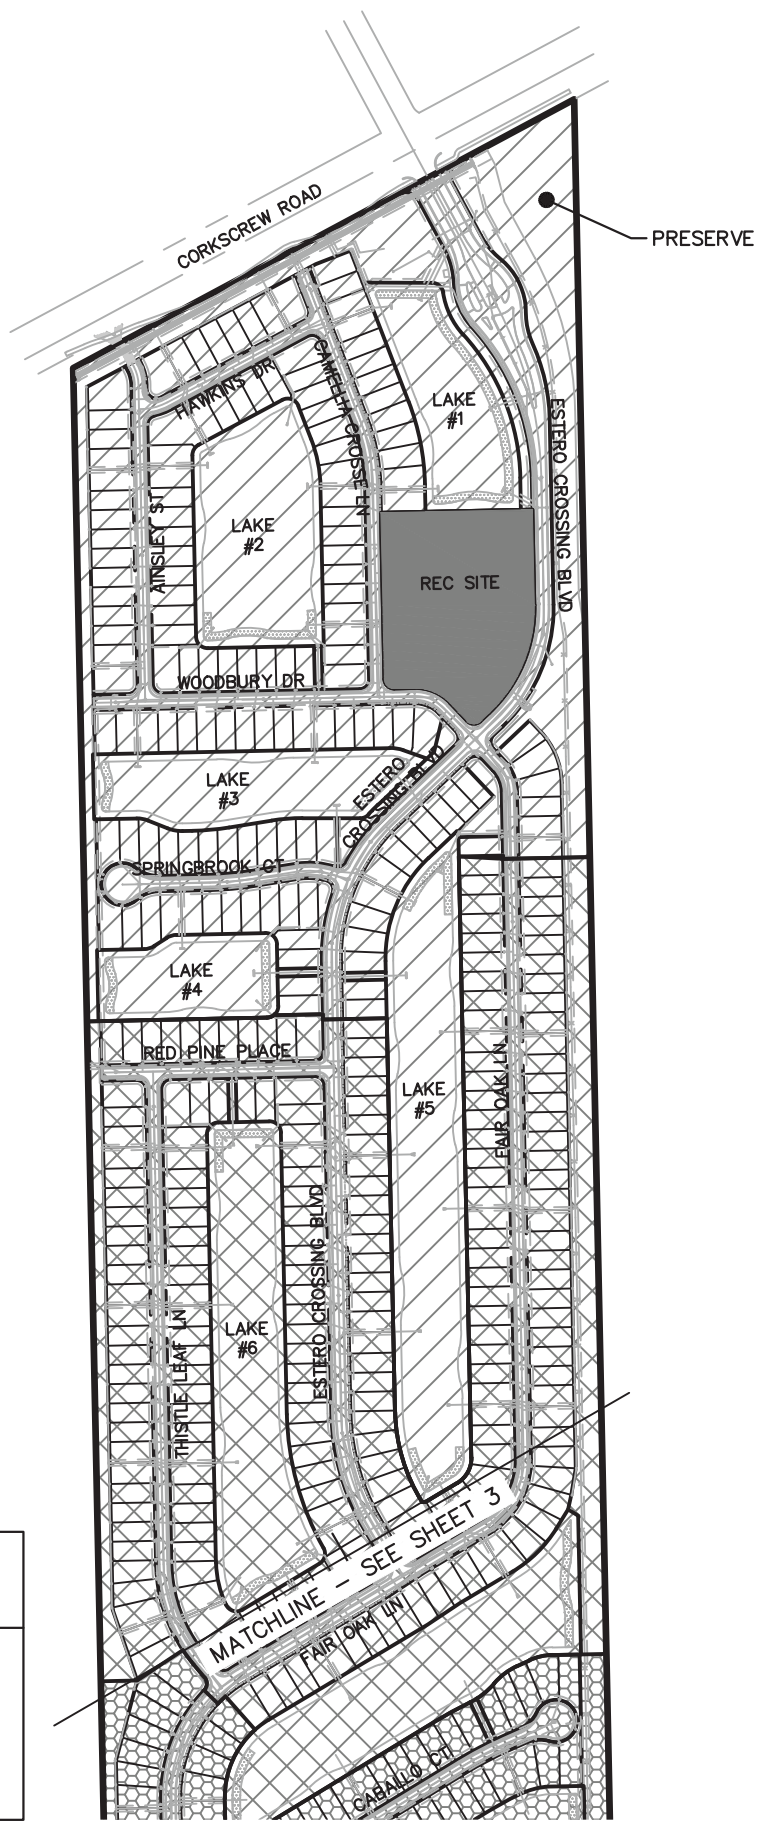 CORKSCREW ROAD
PRESERVE
HAWKINS DR
CAMELLIA CROSSE LN
LAKE
#1
ESTERO CROSSING BLVD
AINSLEY ST
LAKE
#2
REC SITE
WOODBURY DR
LAKE
#3
ESTERO
CROSSING BLVD
SPRINGBROOK CT
LAKE
#4
RED PINE PLACE
LAKE
#5
FAIR OAK LN
THISTLE LEAF LN
LAKE
#6
ESTERO CROSSING BLVD
MATCHLINE - SEE SHEET 3
FAIR OAK LN
CABALLO CT